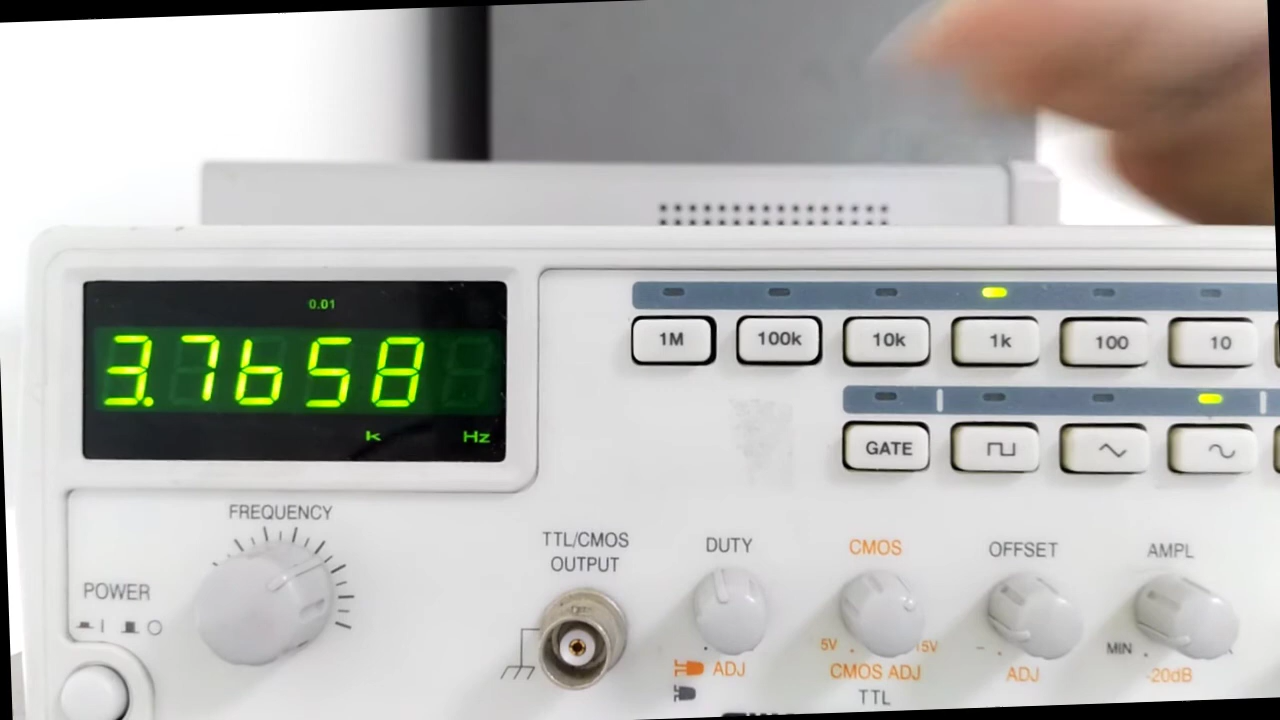 0.01
3.7658
k Hz
1M 100k 10k 1k 100 10
GATE
FREQUENCY
POWER
TTL/CMOS
OUTPUT
DUTY
ADJ
CMOS
5V 15V
CMOS ADJ
TTL
OFFSET
ADJ
AMPL
MIN
-20dB